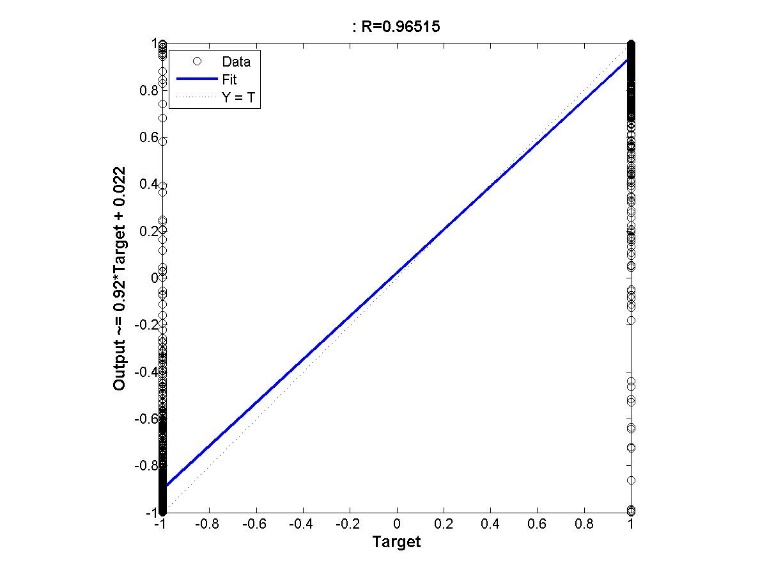 : R=0.96515
Data
Fit
Y = T
1
0.8
0.6
0.4
0.2
0
-0.2
-0.4
-0.6
-0.8
-1
Output ~= 0.92*Target + 0.022
-1 -0.8 -0.6 -0.4 -0.2 0 0.2 0.4 0.6 0.8 1
Target